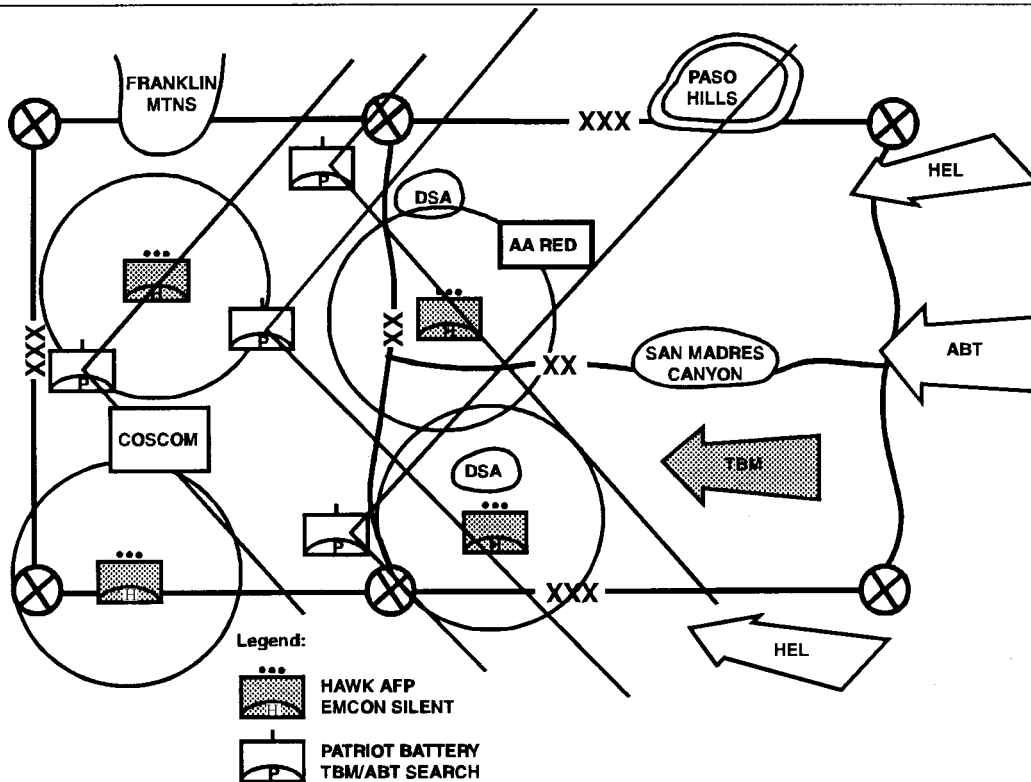 FRANKLIN
MTNS
PASO
HILLS
XXX
HEL
P
DSA
AA RED
H
H
XXX
P
XX
P
XX
SAN MADRES
CANYON
ABT
COSCOM
DSA
TBM
P
H
H
XXX
HEL
Legend:
H
HAWK AFP
EMCON SILENT
P
PATRIOT BATTERY
TBM/ABT SEARCH